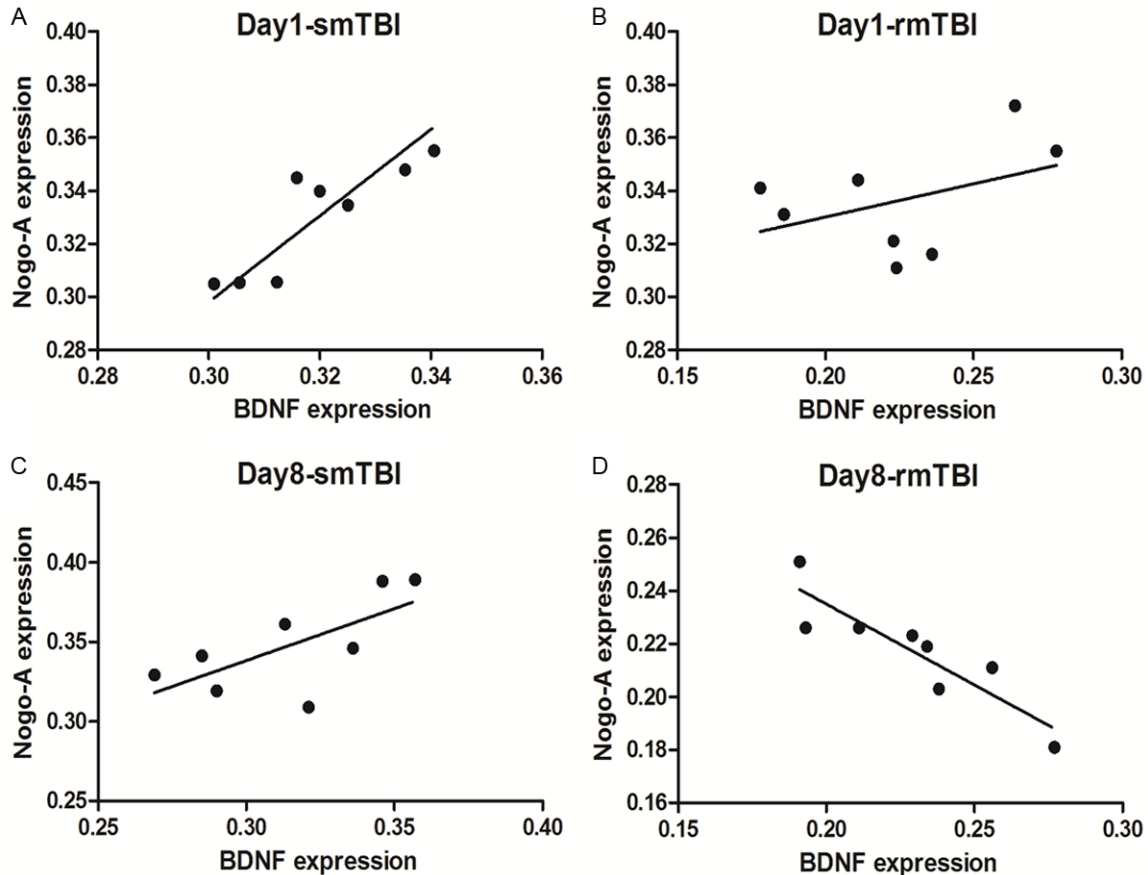 A
Day1-smTBI
Nogo-A expression
0.40
0.38
0.36
0.34
0.32
0.30
0.28
0.28
0.30
0.32
0.34
0.36
BDNF expression
B
Day1-rmTBI
Nogo-A expression
0.40
0.38
0.36
0.34
0.32
0.30
0.28
0.15
0.20
0.25
0.30
BDNF expression
C
Day8-smTBI
Nogo-A expression
0.45
0.40
0.35
0.30
0.25
0.25
0.30
0.35
0.40
BDNF expression
D
Day8-rmTBI
Nogo-A expression
0.28
0.26
0.24
0.22
0.20
0.18
0.16
0.15
0.20
0.25
0.30
BDNF expression